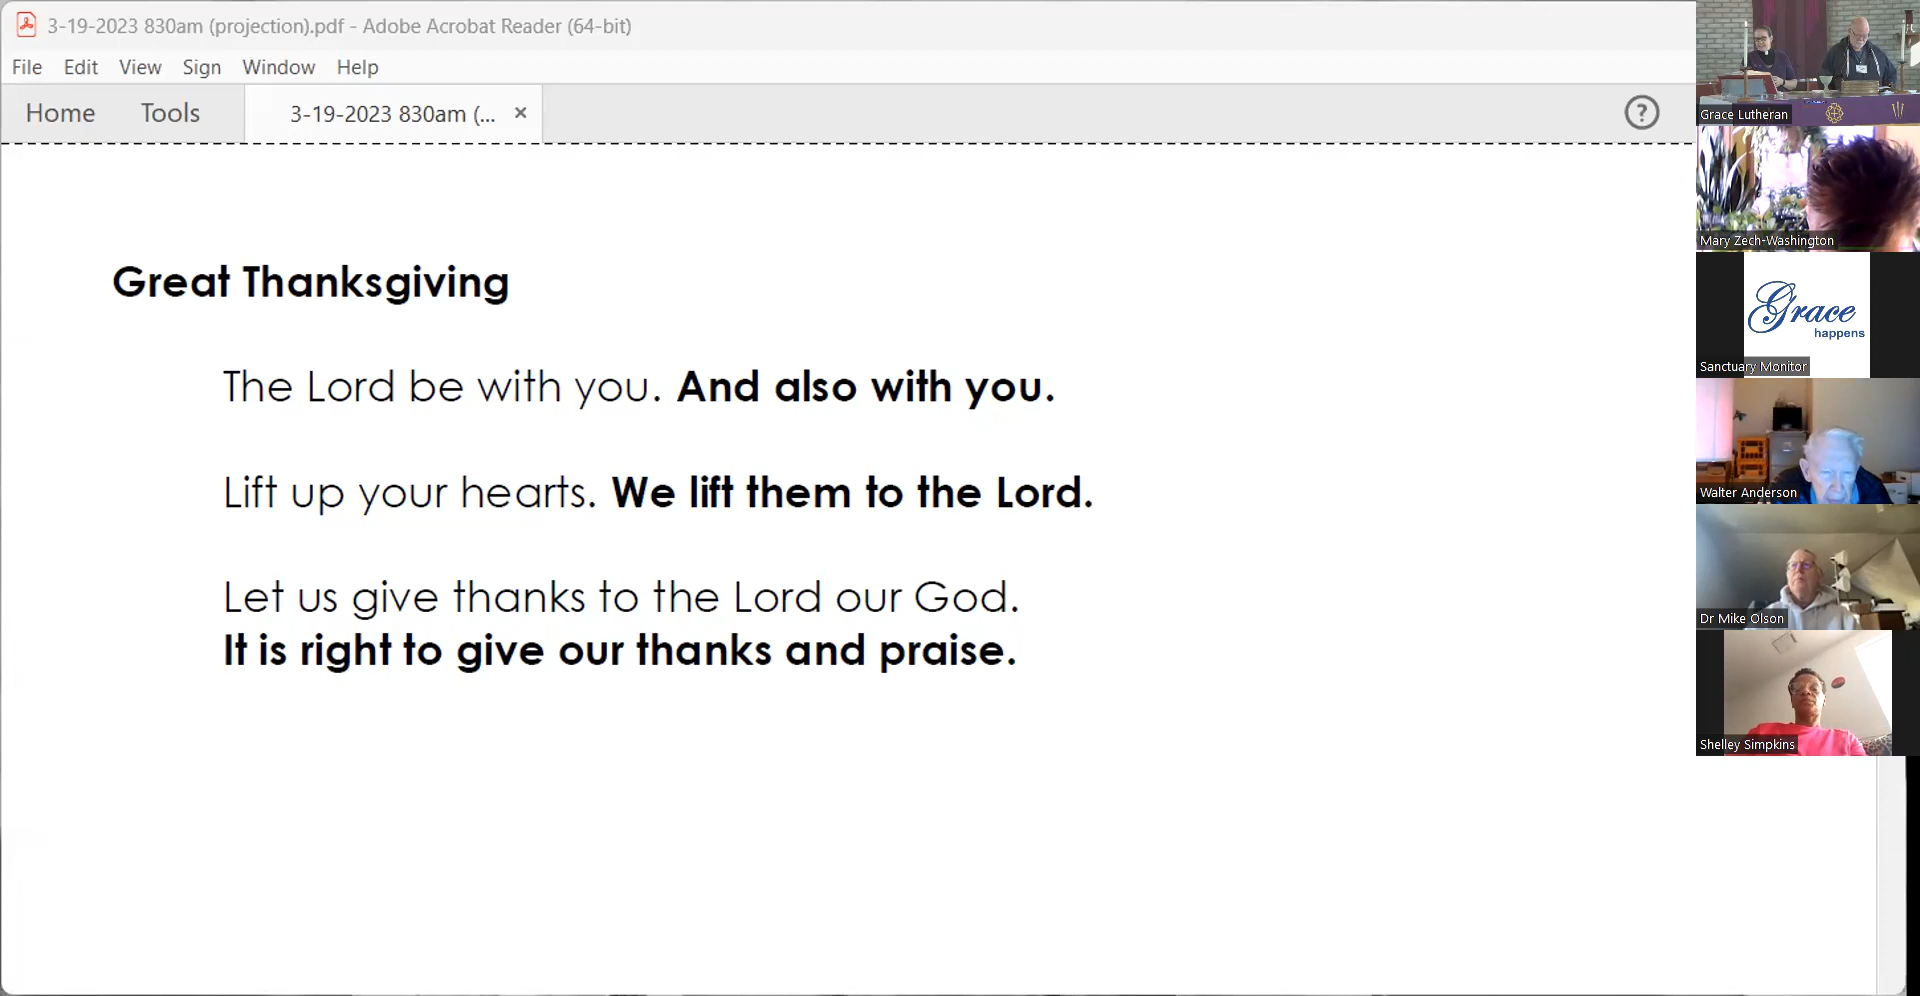 3-19-2023 830am (projection).pdf - Adobe Acrobat Reader (64-bit)
File Edit View Sign Window Help
Home Tools 3-19-2023 830am (... × ?
Great Thanksgiving
The Lord be with you. And also with you.
Lift up your hearts. We lift them to the Lord.
Let us give thanks to the Lord our God.
It is right to give our thanks and praise.
Grace Lutheran
Mary Zech-Washington
Grace
happens
Sanctuary Monitor
Walter Anderson
Dr Mike Olson
Shelley Simpkins